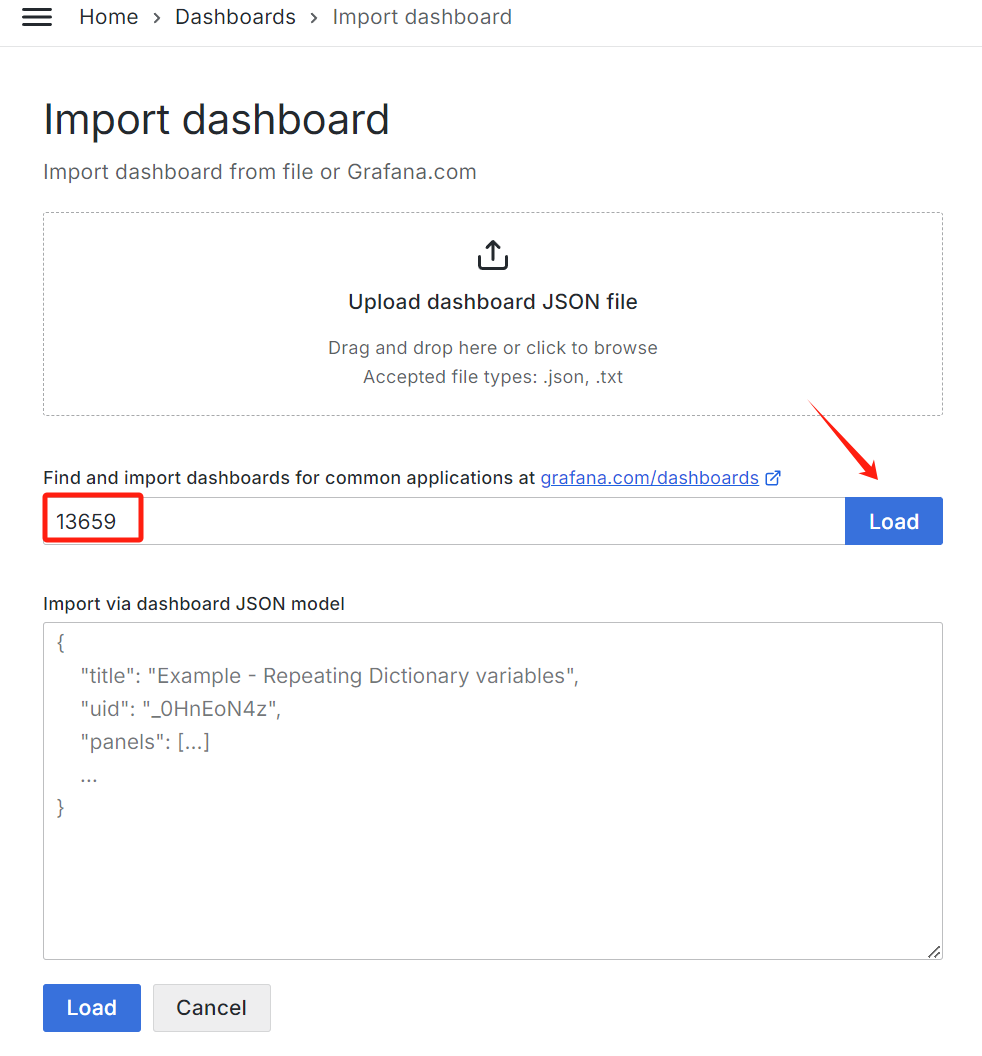 Home › Dashboards › Import dashboard
Import dashboard
Import dashboard from file or Grafana.com
Upload dashboard JSON file
Drag and drop here or click to browse
Accepted file types: .json, .txt
Find and import dashboards for common applications at grafana.com/dashboards
13659
Load
Import via dashboard JSON model
{
"title": "Example - Repeating Dictionary variables",
"uid": "_0HnEoN4z",
"panels": [...]
...
}
Load
Cancel